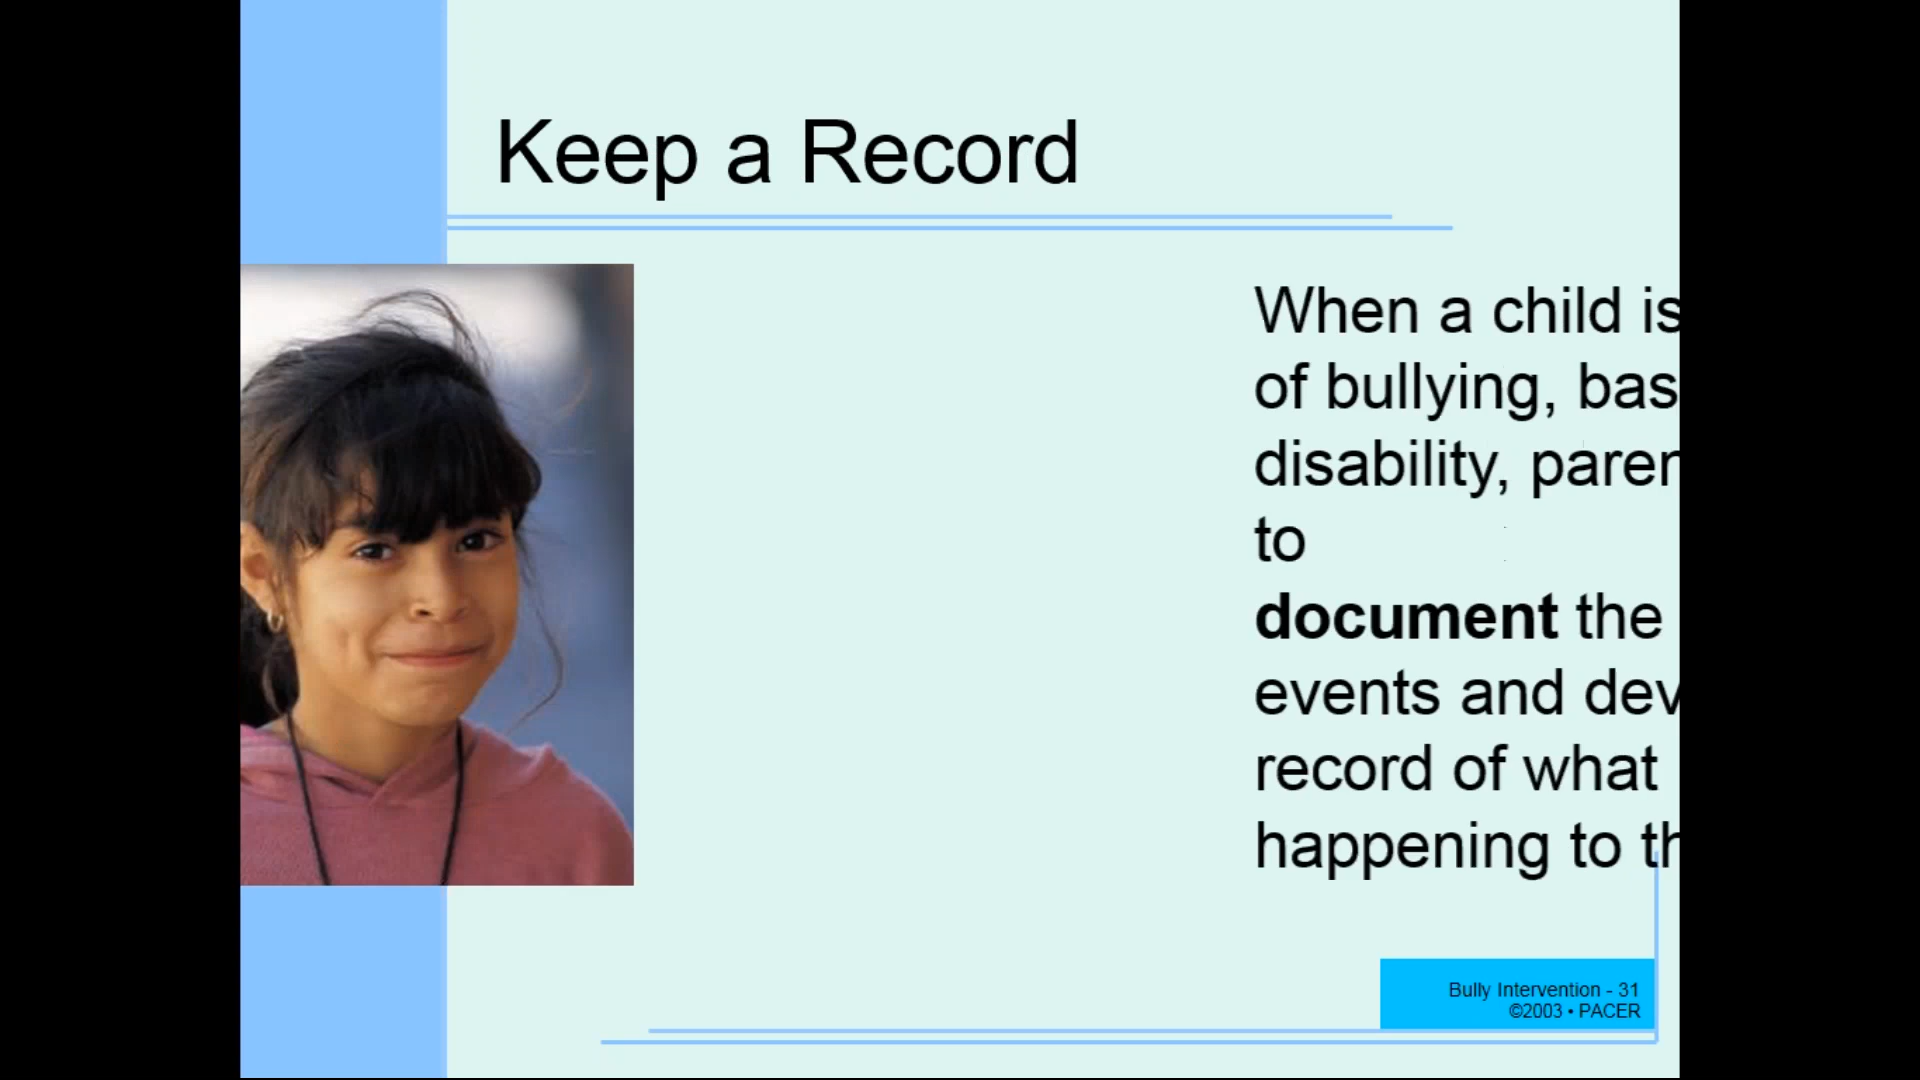 Keep a Record
When a child is
of bullying, bas
disability, paren
to
document the
events and dev
record of what
happening to th
Bully Intervention - 31
©2003 • PACER